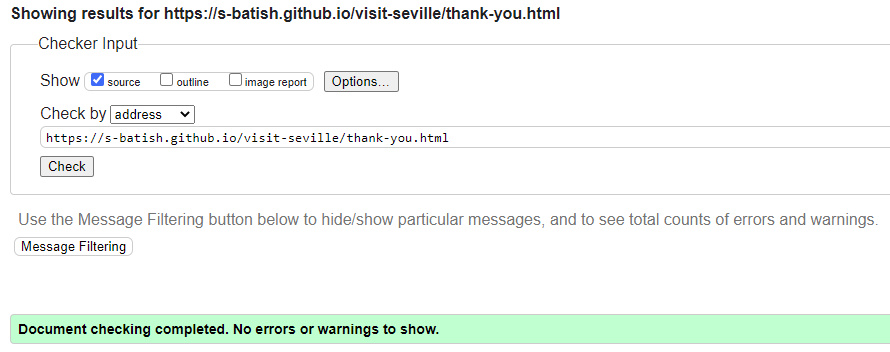 Showing results for https://s-batish.github.io/visit-seville/thank-you.html
Checker Input
Show source outline image report Options...
Check by address
https://s-batish.github.io/visit-seville/thank-you.html
Check
Use the Message Filtering button below to hide/show particular messages, and to see total counts of errors and warnings.
Message Filtering
Document checking completed. No errors or warnings to show.